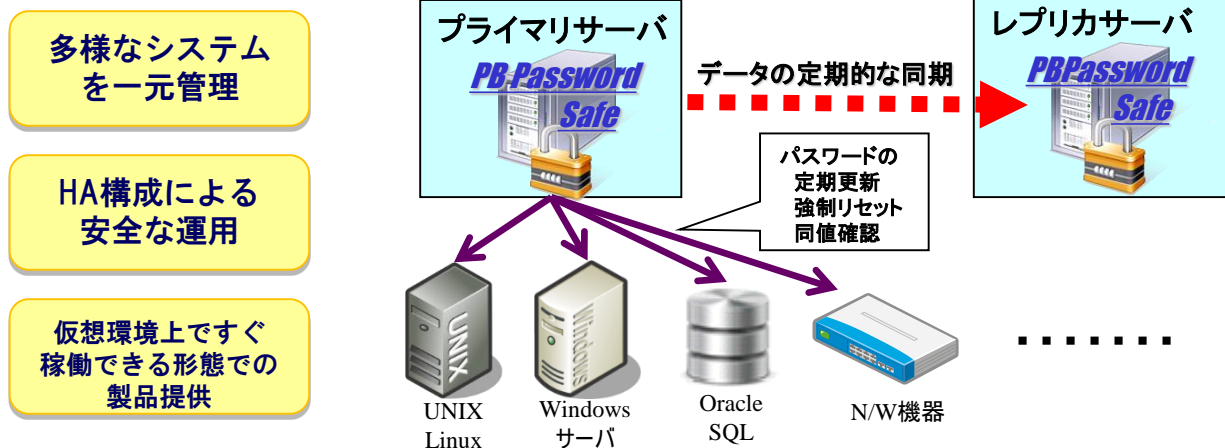 多様なシステム
を一元管理
HA構成による
安全な運用
仮想環境上ですぐ
稼働できる形態での
製品提供
プライマリサーバ
PB Password
Safe
データの定期的な同期
レプリカサーバ
PBPassword
Safe
パスワードの
定期更新
強制リセット
同値確認
UNIX
Windows
UNIX
Linux
Windows
サーバ
Oracle
SQL
N/W機器
・・・・・・・